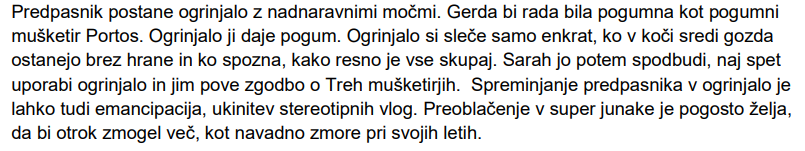 Predpasnik postane ogrinjalo z nadnaravnimi močmi. Gerda bi rada bila pogumna kot pogumni
mušketir Portos. Ogrinjalo ji daje pogum. Ogrinjalo si sleče samo enkrat, ko v koči sredi gozda
ostanejo brez hrane in ko spozna, kako resno je vse skupaj. Sarah jo potem spodbudi, naj spet
uporabi ogrinjalo in jim pove zgodbo o Treh mušketirjih.  Spreminjanje predpasnika v ogrinjalo je
lahko tudi emancipacija, ukinitev stereotipnih vlog. Preoblačenje v super junake je pogosto želja,
da bi otrok zmogel več, kot navadno zmore pri svojih letih.